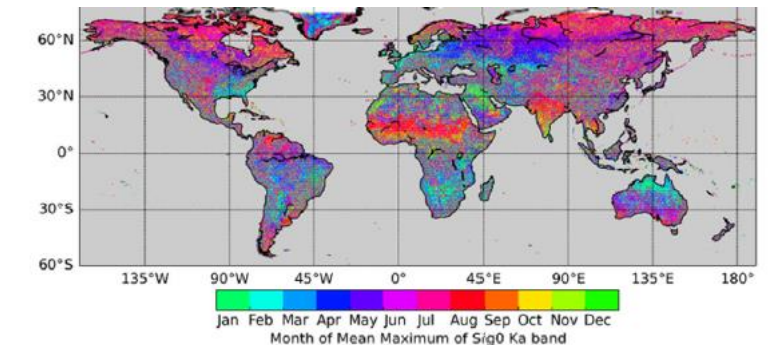 60°N
30°N
0°
30°S
60°S
135°W 90°W 45°W 0° 45°E 90°E 135°E 180°
Jan Feb Mar Apr May Jun Jul Aug Sep Oct Nov Dec
Month of Mean Maximum of Sig0 Ka band